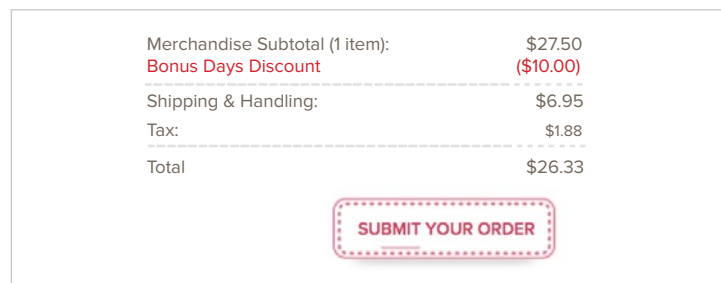 Merchandise Subtotal (1 item): $27.50
Bonus Days Discount ($10.00)
Shipping & Handling: $6.95
Tax: $1.88
Total $26.33
SUBMIT YOUR ORDER